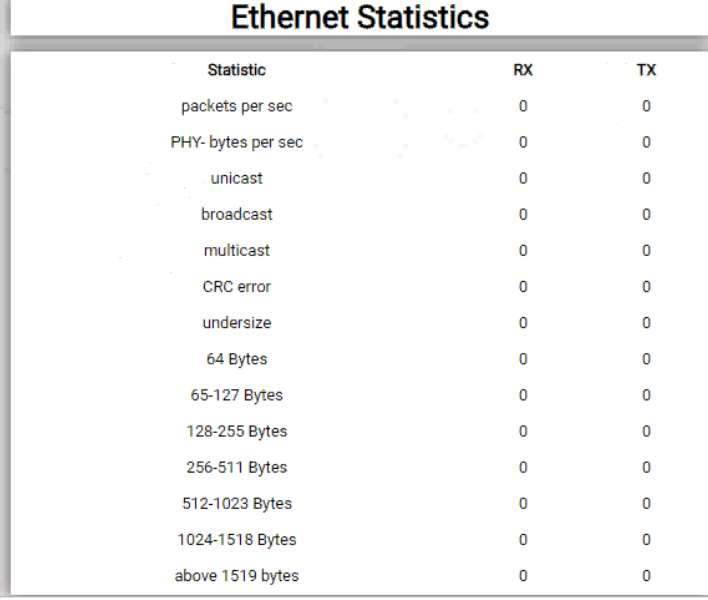 Ethernet Statistics
Statistic RX TX
packets per sec 0 0
PHY- bytes per sec 0 0
unicast 0 0
broadcast 0 0
multicast 0 0
CRC error 0 0
undersize 0 0
64 Bytes 0 0
65-127 Bytes 0 0
128-255 Bytes 0 0
256-511 Bytes 0 0
512-1023 Bytes 0 0
1024-1518 Bytes 0 0
above 1519 bytes 0 0